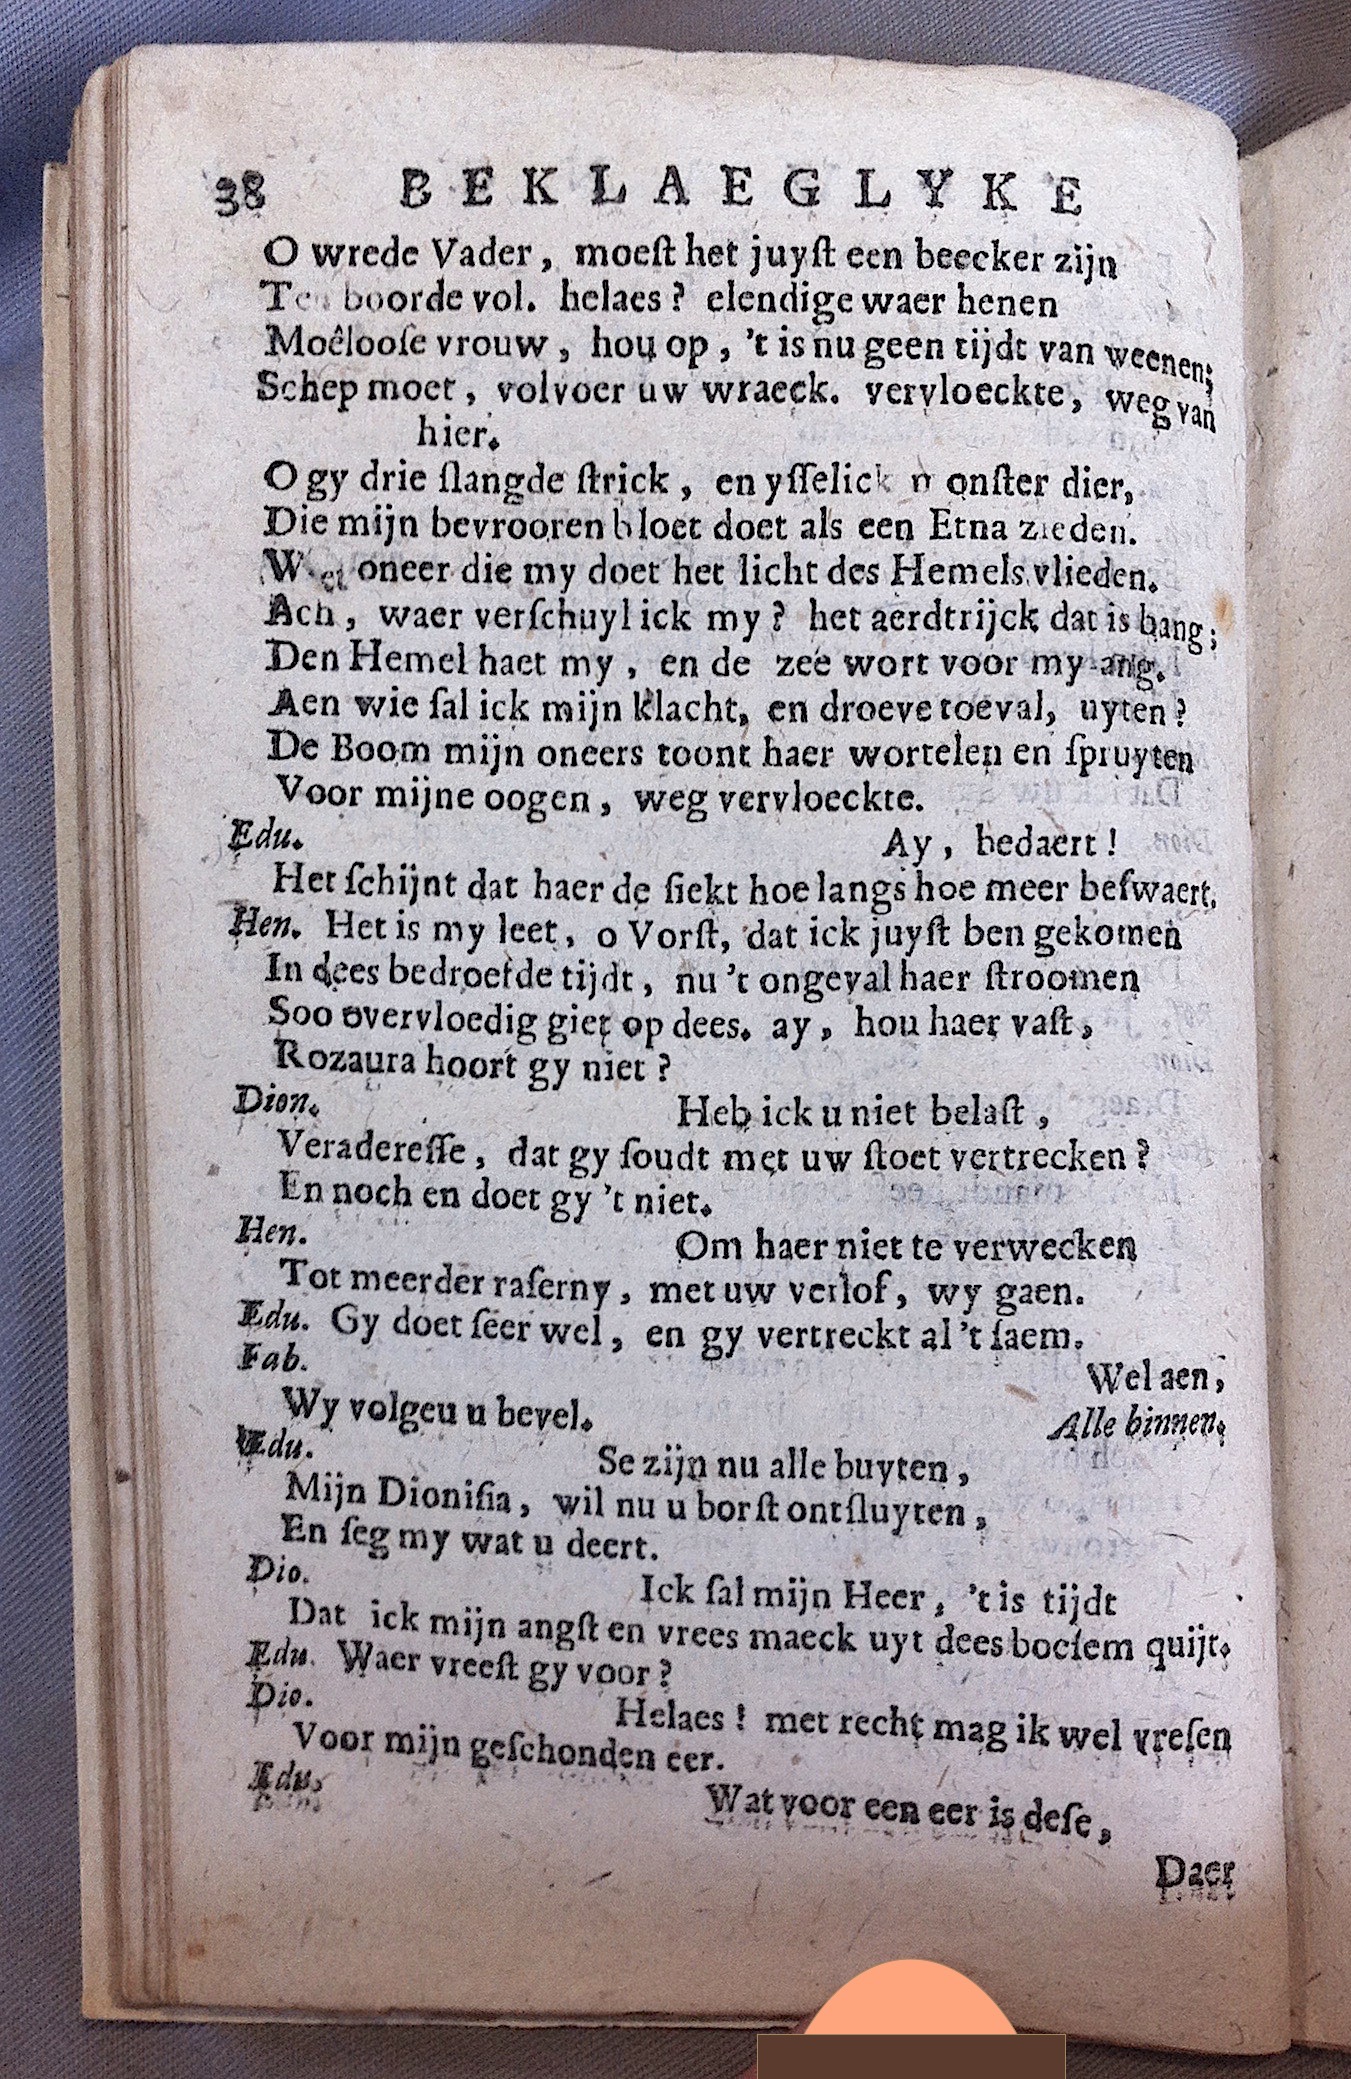 38 BEKLAEGLYKE
O wrede Vader, moeſt het juyſt een beecker zijn
Ten boorde vol. helaes? elendige waer henen
Moêlooſe vrouw, hou op, 't is nu geen tijdt van weenen;
Schep moet, volvoer uw wraeck. vervloeckte, weg van
hier.
O gy drie ſlangde ſtrick, en yſſelick monſter dier,
Die mijn bevrooren bloet doet als een Etna zieden.
Wet oneer die my doet het licht des Hemels vlieden.
Ach, waer verſchuyl ick my? het aerdtrijck dat is bang;
Den Hemel haet my, en de zee wort voor my ang.
Aen wie ſal ick mijn klacht, en droeve toeval, uyten?
De Boom mijn oneers toont haer wortelen en ſpruyten
Voor mijne oogen, weg vervloeckte.
Edu. Ay, bedaert!
Het ſchijnt dat haer de ſiekt hoe langs hoe meer beſwaert.
Hen. Het is my leet, o Vorſt, dat ick juyſt ben gekomen
In dees bedroefde tijdt, nu 't ongeval haer ſtroomen
Soo overvloedig giet op dees. ay, hou haer vaſt,
Rozaura hoort gy niet?
Dion. Heb ick u niet belaſt,
Veradereſſe, dat gy ſoudt met uw ſtoet vertrecken?
En noch en doet gy 't niet.
Hen. Om haer niet te verwecken
Tot meerder raſerny, met uw verlof, wy gaen.
Edu. Gy doet ſeer wel, en gy vertreckt al 't ſaem.
Fab. Wel aen,
Wy volgeu u bevel. Alle binnen.
Edu. Se zijn nu alle buyten,
Mijn Dioniſia, wil nu u borſt ontſluyten,
En ſeg my wat u deert.
Dio. Ick ſal mijn Heer, 't is tijdt
Dat ick mijn angſt en vrees maeck uyt dees boeſem quijt.
Edu. Waer vreeſt gy voor?
Dio. Helaes! met recht mag ik wel vreſen
Voor mijn geſchonden eer.
Edu. Wat voor een eer is deſe,
Daer